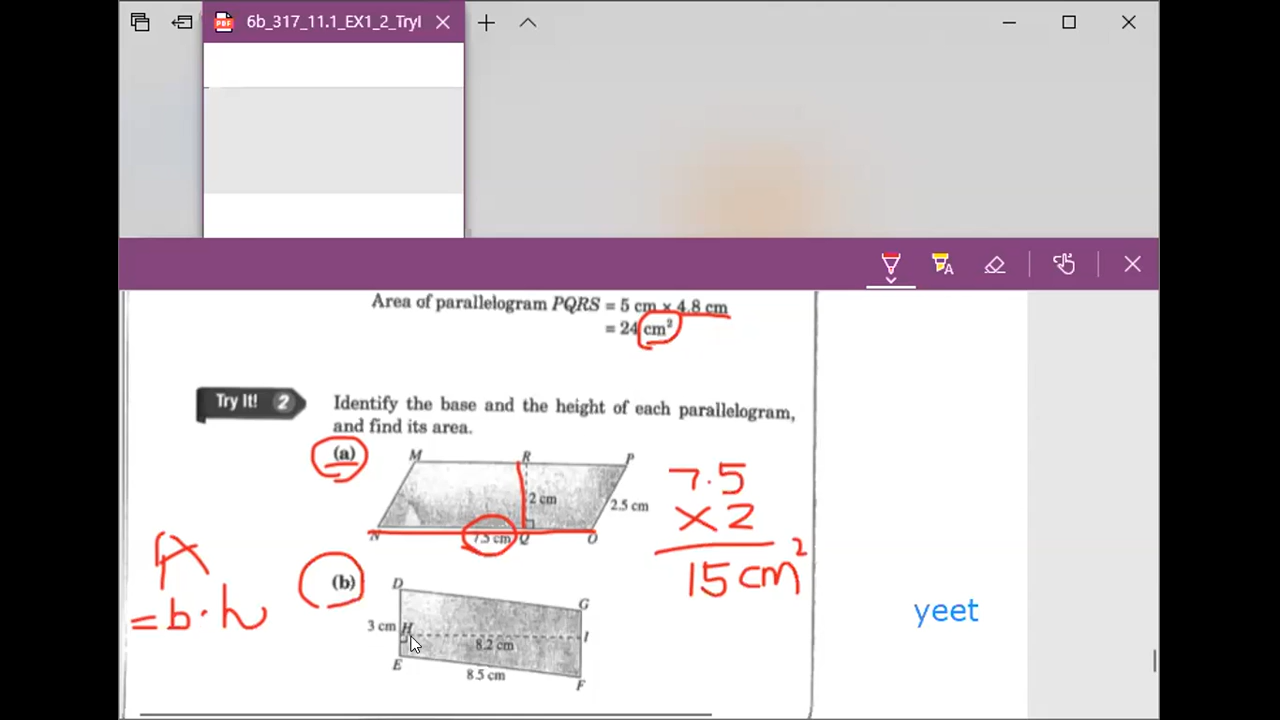 6b_317_11.1_EX1_2_TryI
Area of parallelogram PQRS = 5 cm × 4.8 cm
= 24 cm²
Try It! 2
Identify the base and the height of each parallelogram,
and find its area.
(a)
M R P
2 cm
2.5 cm
N 7.5 cm Q O
7.5
×2
15 cm²
A
= b · h
(b)
D
G
3 cm H
I
8.2 cm
E
8.5 cm
F
yeet